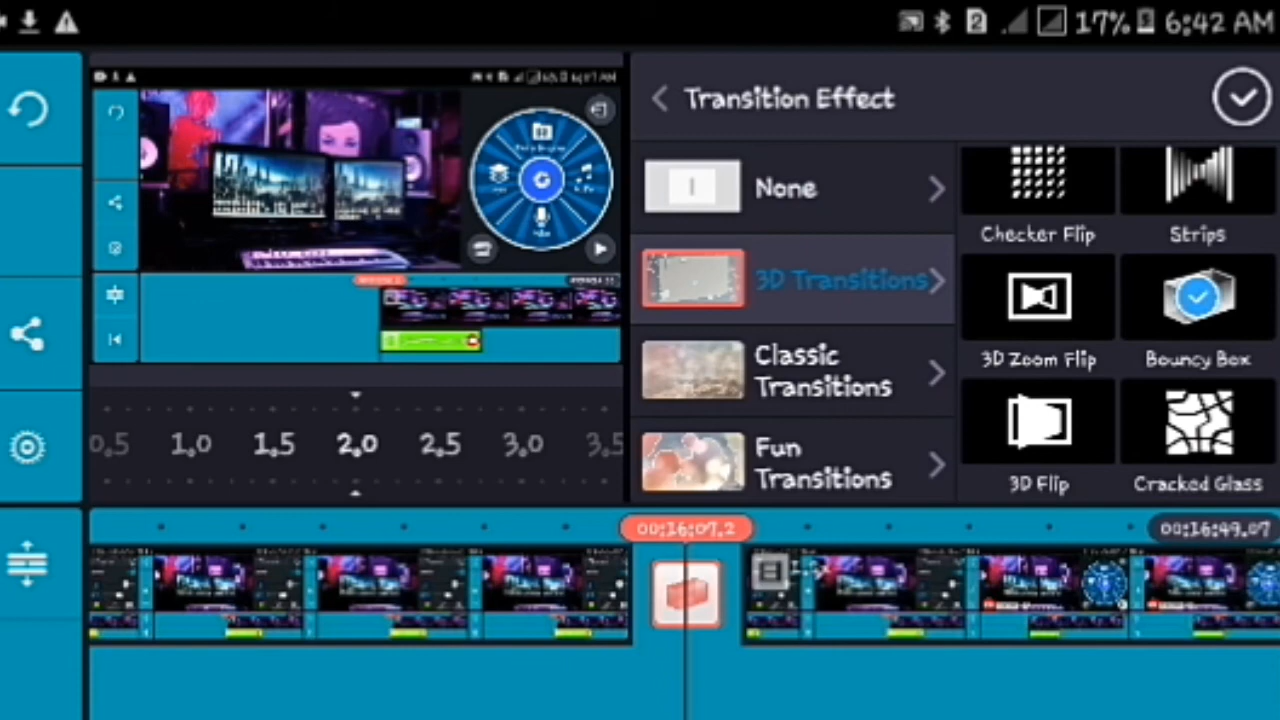 17% 6:42 AM
Transition Effect
None
3D Transitions
Classic
Transitions
Fun
Transitions
Checker Flip
Strips
3D Zoom Flip
Bouncy Box
3D Flip
Cracked Glass
0.5 1.0 1.5 2.0 2.5 3.0 3.5
00:16:07.2
00:16:49.07